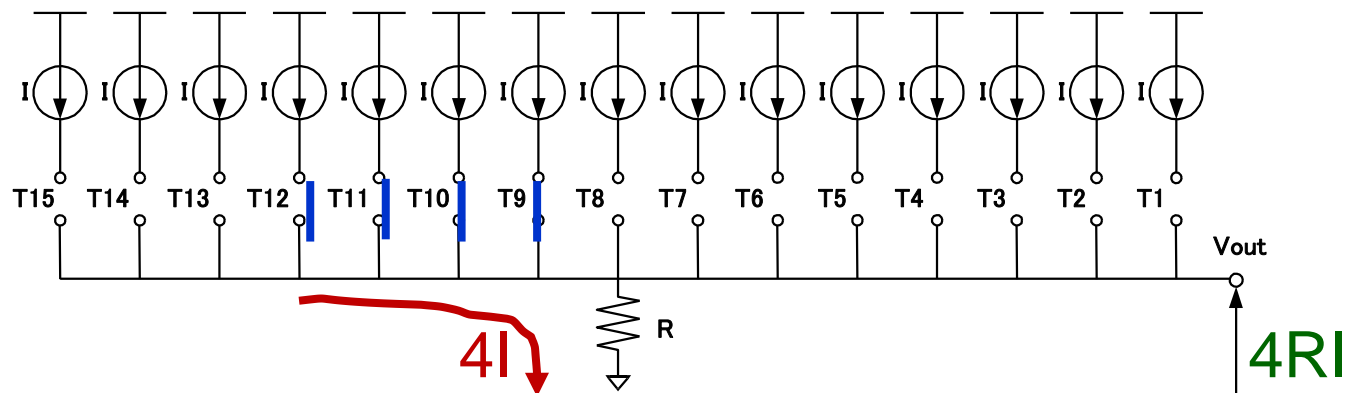 I I I I I I I I I I I I I I I
T15 T14 T13 T12 T11 T10 T9 T8 T7 T6 T5 T4 T3 T2 T1
Vout
R
4I
4RI